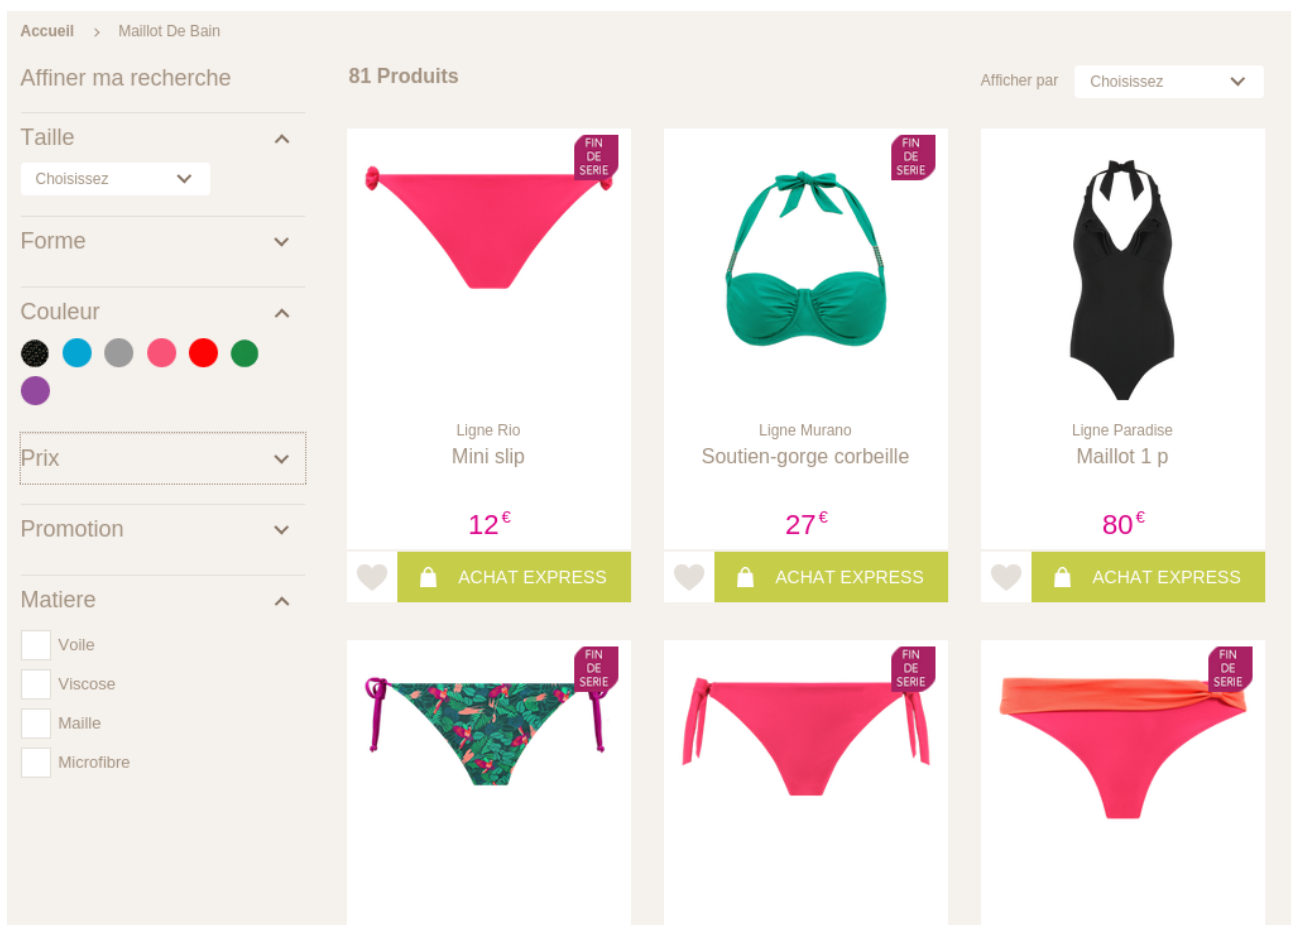 Accueil > Maillot De Bain
Affiner ma recherche
81 Produits
Afficher par
Choisissez
Taille
Choisissez
Forme
Couleur
Prix
Promotion
Matiere
Voile
Viscose
Maille
Microfibre
FIN
DE
SERIE
Ligne Rio
Mini slip
12€
ACHAT EXPRESS
FIN
DE
SERIE
Ligne Murano
Soutien-gorge corbeille
27€
ACHAT EXPRESS
Ligne Paradise
Maillot 1 p
80€
ACHAT EXPRESS
FIN
DE
SERIE
FIN
DE
SERIE
FIN
DE
SERIE